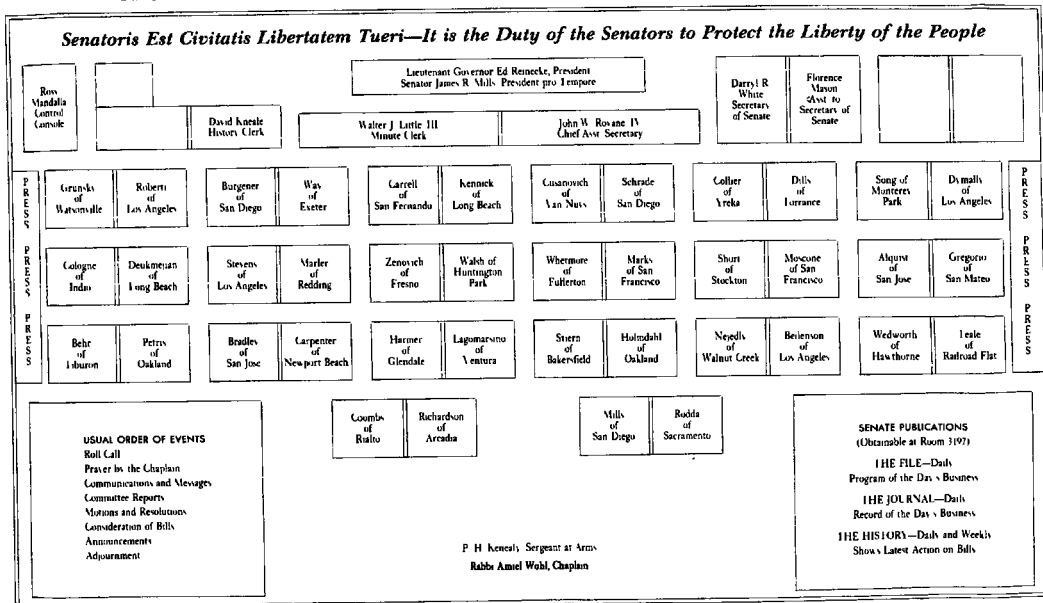 Senatoris Est Civitatis Libertatem Tueri—It is the Duty of the Senators to Protect the Liberty of the People
Ross
Mandalla
Control
Console
David Kneale
History Clerk
Lieutenant Governor Ed Reinecke, President
Senator James R. Mills President pro Tempore
Walter J. Little III
Minute Clerk
John W. Rovane IV
Chief Asst Secretary
Darryl R
White
Secretary
of Senate
Florence
Mason
Asst to
Secretary of
Senate
PRESS
PRESS
PRESS
Grunsky
of
Watsonville
Roberti
of
Los Angeles
Burgener
of
San Diego
Way
of
Exeter
Carrell
of
San Fernando
Kennick
of
Long Beach
Cusanovich
of
Van Nuys
Schrade
of
San Diego
Collier
of
Yreka
Dills
of
Torrance
Song of
Monterey
Park
Dymally
of
Los Angeles
Cologne
of
Indio
Deukmejian
of
Long Beach
Stevens
of
Los Angeles
Marler
of
Redding
Zenovich
of
Fresno
Walsh of
Huntington
Park
Whetmore
of
Fullerton
Marks
of San
Francisco
Short
of
Stockton
Moscone
of San
Francisco
Alquist
of
San Jose
Gregorio
of
San Mateo
Behr
of
Tiburon
Petris
of
Oakland
Bradley
of
San Jose
Carpenter
of
Newport Beach
Harmer
of
Glendale
Lagomarsino
of
Ventura
Stiern
of
Bakersfield
Holmdahl
of
Oakland
Nejedly
of
Walnut Creek
Beilenson
of
Los Angeles
Wedworth
of
Hawthorne
Teale
of
Railroad Flat
PRESS
PRESS
PRESS
Coombs
of
Rialto
Richardson
of
Arcadia
Mills
of
San Diego
Rodda
of
Sacramento
USUAL ORDER OF EVENTS
Roll Call
Prayer by the Chaplain
Communications and Messages
Committee Reports
Motions and Resolutions
Consideration of Bills
Announcements
Adjournment
P H Kenealy Sergeant at Arms
Rabbi Amiel Wohl, Chaplain
SENATE PUBLICATIONS
(Obtainable at Room 3197)
THE FILE—Daily
Program of the Day s Business
THE JOURNAL—Daily
Record of the Day s Business
THE HISTORY—Daily and Weekly
Shows Latest Action on Bills